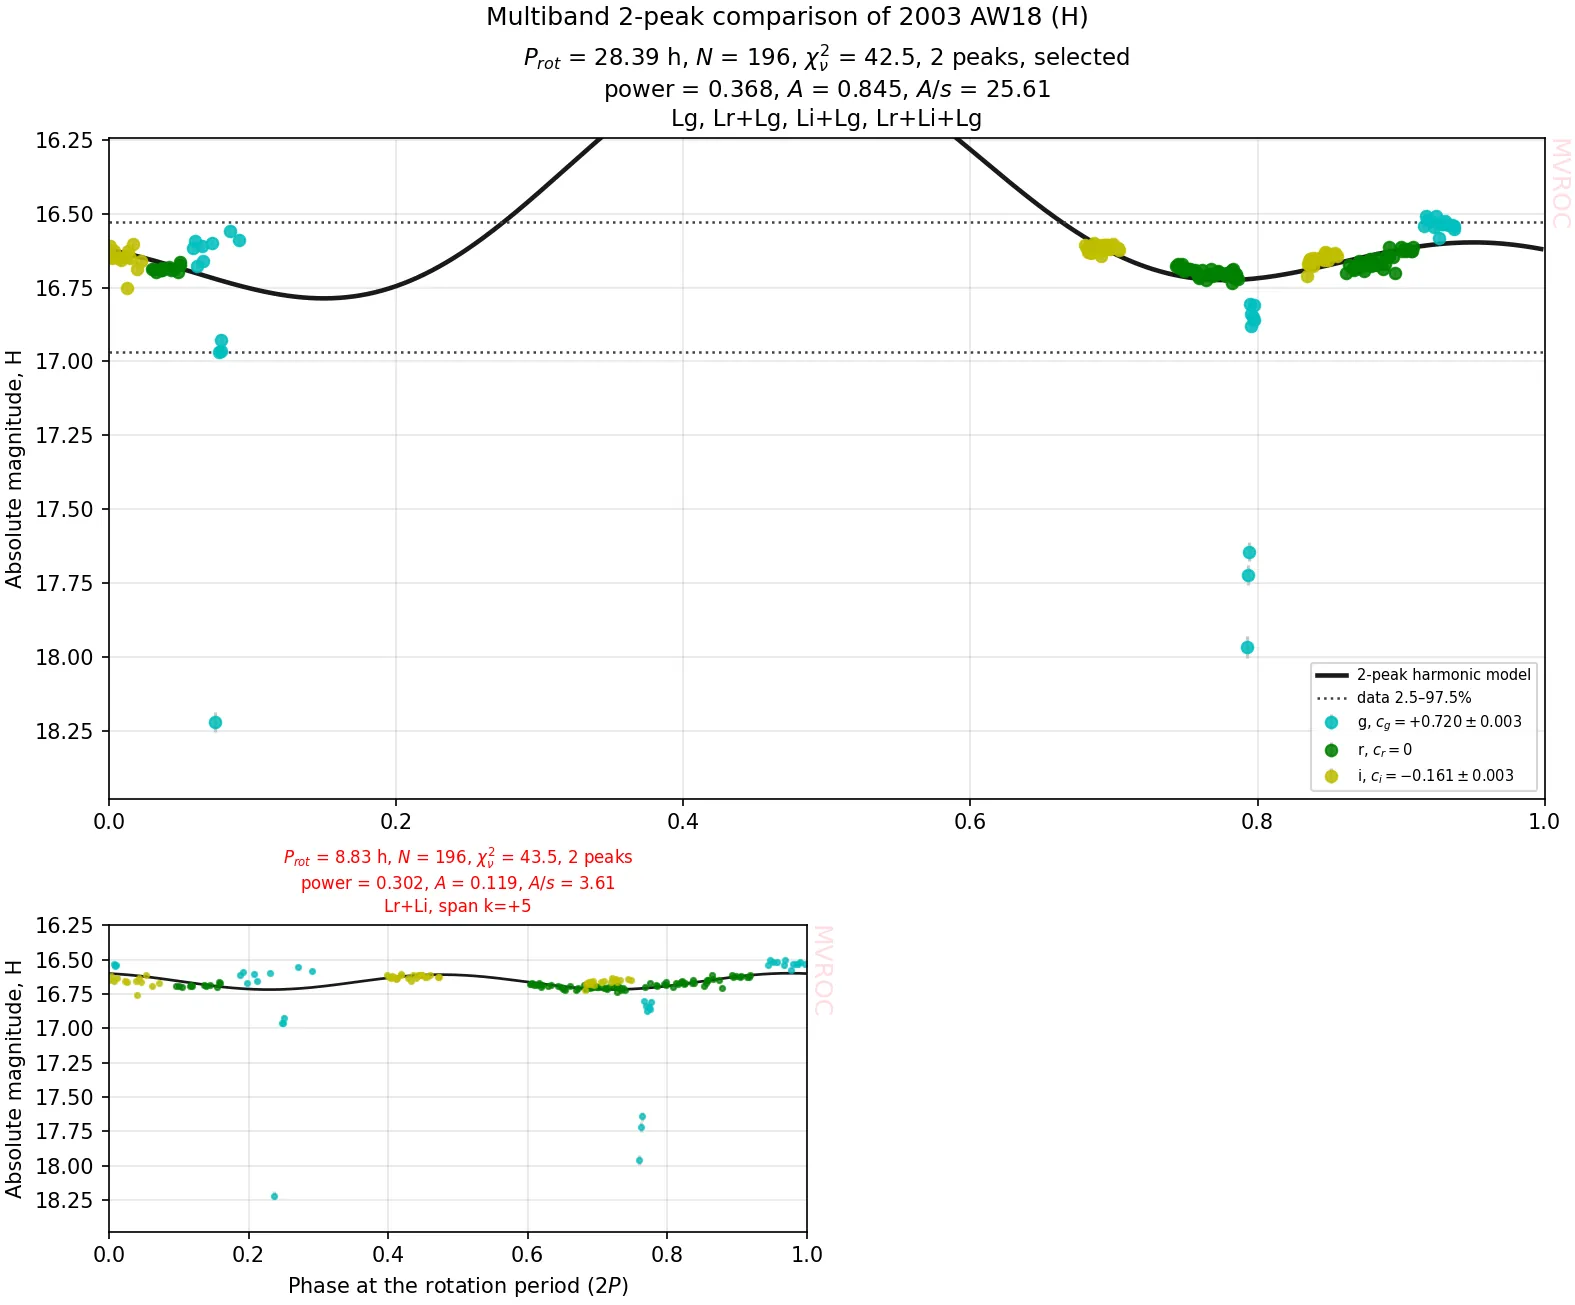 Multiband 2-peak comparison of 2003 AW18 (H)
P_rot = 28.39 h, N = 196, χ²_ν = 42.5, 2 peaks, selected
power = 0.368, A = 0.845, A/s = 25.61
Lg, Lr+Lg, Li+Lg, Lr+Li+Lg
MVROC
Absolute magnitude, H
16.25
16.50
16.75
17.00
17.25
17.50
17.75
18.00
18.25
2-peak harmonic model
data 2.5–97.5%
g, c_g = +0.720 ± 0.003
r, c_r = 0
i, c_i = −0.161 ± 0.003
0.0 0.2 0.4 0.6 0.8 1.0
P_rot = 8.83 h, N = 196, χ²_ν = 43.5, 2 peaks
power = 0.302, A = 0.119, A/s = 3.61
Lr+Li, span k=+5
MVROC
Absolute magnitude, H
16.25
16.50
16.75
17.00
17.25
17.50
17.75
18.00
18.25
0.0 0.2 0.4 0.6 0.8 1.0
Phase at the rotation period (2P)